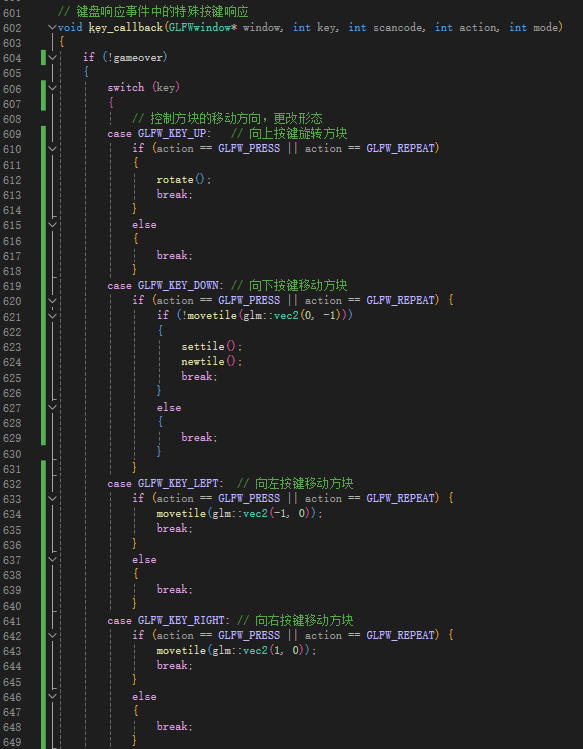 601 // 键盘响应事件中的特殊按键响应
602 void key_callback(GLFWwindow* window, int key, int scancode, int action, int mode)
603 {
604 if (!gameover)
605 {
606 switch (key)
607 {
608 // 控制方块的移动方向，更改形态
609 case GLFW_KEY_UP: // 向上按键旋转方块
610 if (action == GLFW_PRESS || action == GLFW_REPEAT)
611 {
612 rotate();
613 break;
614 }
615 else
616 {
617 break;
618 }
619 case GLFW_KEY_DOWN: // 向下按键移动方块
620 if (action == GLFW_PRESS || action == GLFW_REPEAT) {
621 if (!movetile(glm::vec2(0, -1)))
622 {
623 settile();
624 newtile();
625 break;
626 }
627 else
628 {
629 break;
630 }
631 }
632 case GLFW_KEY_LEFT: // 向左按键移动方块
633 if (action == GLFW_PRESS || action == GLFW_REPEAT) {
634 movetile(glm::vec2(-1, 0));
635 break;
636 }
637 else
638 {
639 break;
640 }
641 case GLFW_KEY_RIGHT: // 向右按键移动方块
642 if (action == GLFW_PRESS || action == GLFW_REPEAT) {
643 movetile(glm::vec2(1, 0));
644 break;
645 }
646 else
647 {
648 break;
649 }